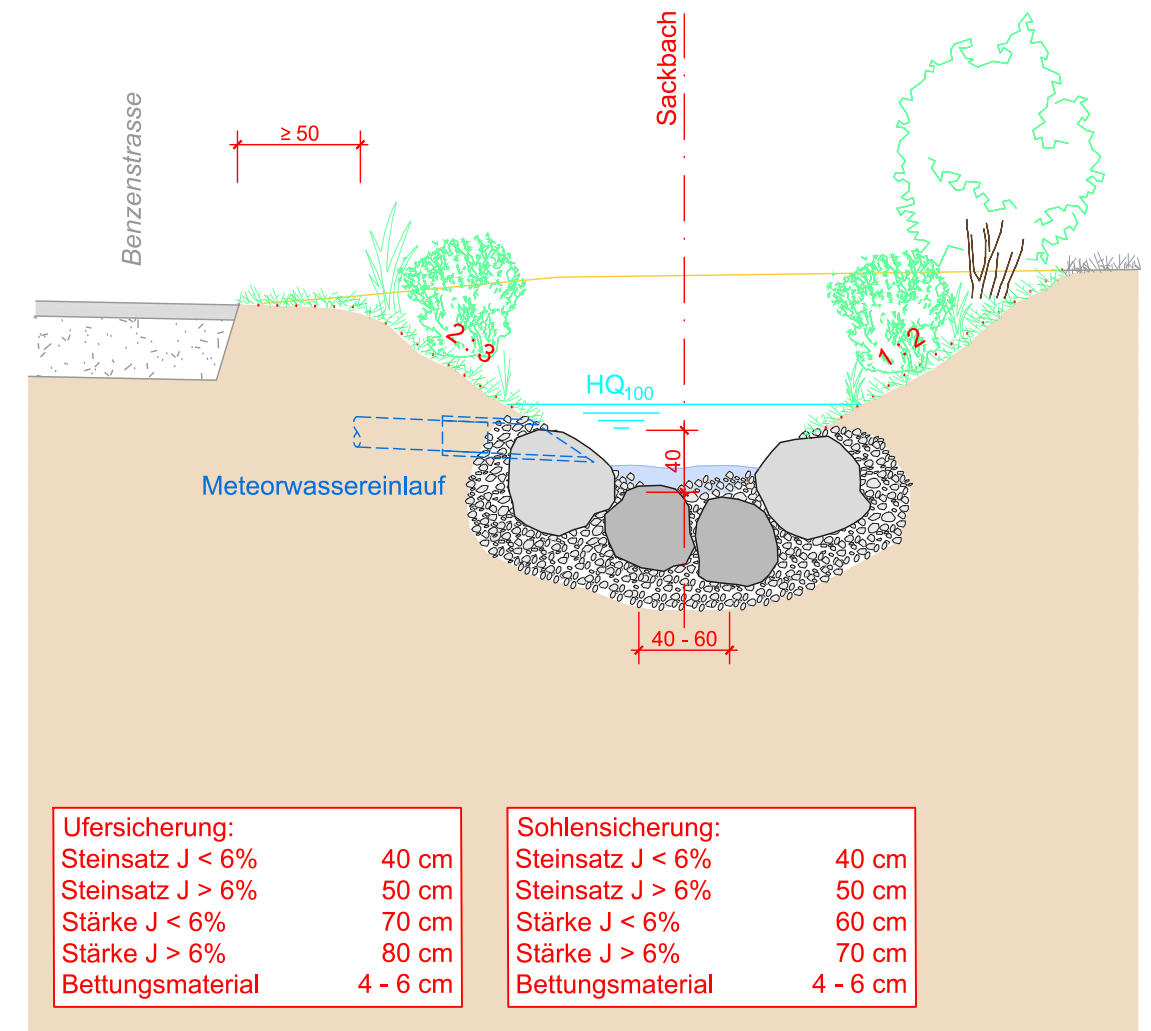 Sackbach
Benzenstrasse
≥ 50
2 : 3
1 : 2
HQ100
40
Meteorwassereinlauf
40 - 60
Ufersicherung:
Steinsatz J < 6% 40 cm
Steinsatz J > 6% 50 cm
Stärke J < 6% 70 cm
Stärke J > 6% 80 cm
Bettungsmaterial 4 - 6 cm
Sohlensicherung:
Steinsatz J < 6% 40 cm
Steinsatz J > 6% 50 cm
Stärke J < 6% 60 cm
Stärke J > 6% 70 cm
Bettungsmaterial 4 - 6 cm